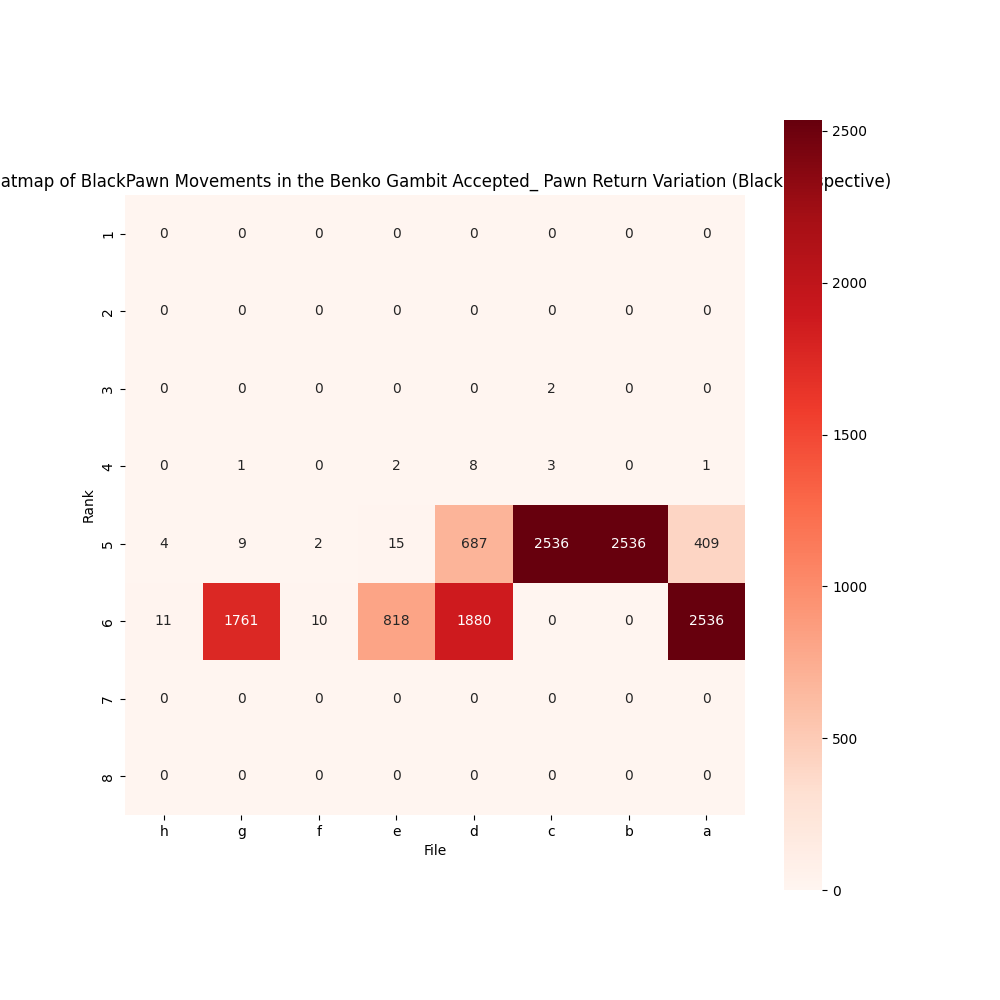 atmap of BlackPawn Movements in the Benko Gambit Accepted_ Pawn Return Variation (Black spective)
2500
2000
1500
1000
500
0
Rank
1 0 0 0 0 0 0 0 0
2 0 0 0 0 0 0 0 0
3 0 0 0 0 0 2 0 0
4 0 1 0 2 8 3 0 1
5 4 9 2 15 687 2536 2536 409
6 11 1761 10 818 1880 0 0 2536
7 0 0 0 0 0 0 0 0
8 0 0 0 0 0 0 0 0
h g f e d c b a
File